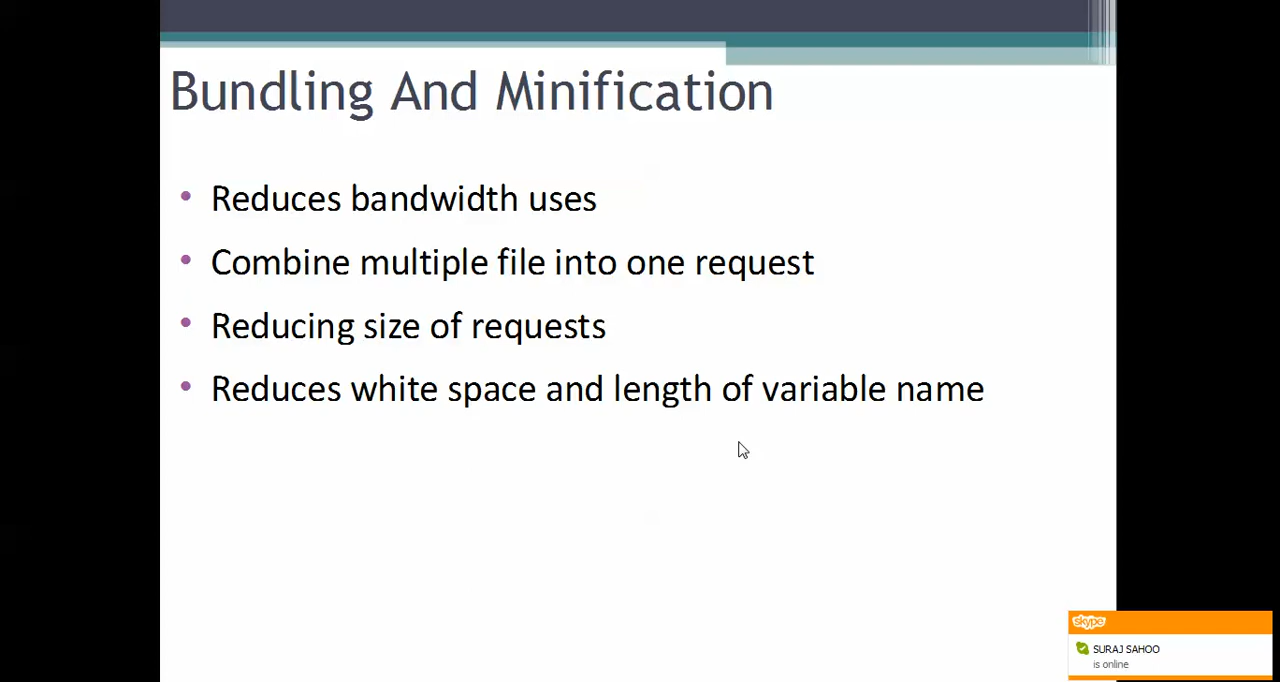 Bundling And Minification
• Reduces bandwidth uses
• Combine multiple file into one request
• Reducing size of requests
• Reduces white space and length of variable name
skype
SURAJ SAHOO
is online